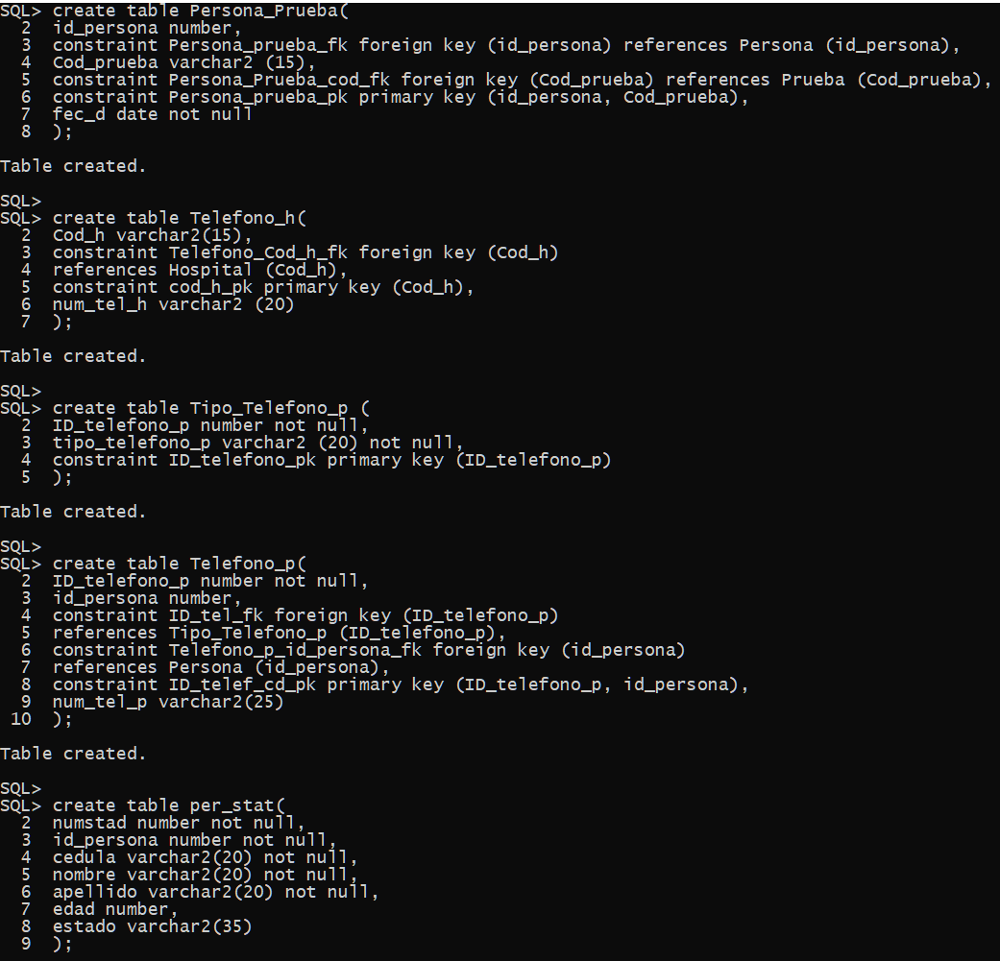 SQL> create table Persona_Prueba(
  2  id_persona number,
  3  constraint Persona_prueba_fk foreign key (id_persona) references Persona (id_persona),
  4  Cod_prueba varchar2 (15),
  5  constraint Persona_Prueba_cod_fk foreign key (Cod_prueba) references Prueba (Cod_prueba),
  6  constraint Persona_prueba_pk primary key (id_persona, Cod_prueba),
  7  fec_d date not null
  8  );
Table created.
SQL>
SQL> create table Telefono_h(
  2  Cod_h varchar2(15),
  3  constraint Telefono_Cod_h_fk foreign key (Cod_h)
  4  references Hospital (Cod_h),
  5  constraint cod_h_pk primary key (Cod_h),
  6  num_tel_h varchar2 (20)
  7  );
Table created.
SQL>
SQL> create table Tipo_Telefono_p (
  2  ID_telefono_p number not null,
  3  tipo_telefono_p varchar2 (20) not null,
  4  constraint ID_telefono_pk primary key (ID_telefono_p)
  5  );
Table created.
SQL>
SQL> create table Telefono_p(
  2  ID_telefono_p number not null,
  3  id_persona number,
  4  constraint ID_tel_fk foreign key (ID_telefono_p)
  5  references Tipo_Telefono_p (ID_telefono_p),
  6  constraint Telefono_p_id_persona_fk foreign key (id_persona)
  7  references Persona (id_persona),
  8  constraint ID_telef_cd_pk primary key (ID_telefono_p, id_persona),
  9  num_tel_p varchar2(25)
 10  );
Table created.
SQL>
SQL> create table per_stat(
  2  numstad number not null,
  3  id_persona number not null,
  4  cedula varchar2(20) not null,
  5  nombre varchar2(20) not null,
  6  apellido varchar2(20) not null,
  7  edad number,
  8  estado varchar2(35)
  9  );